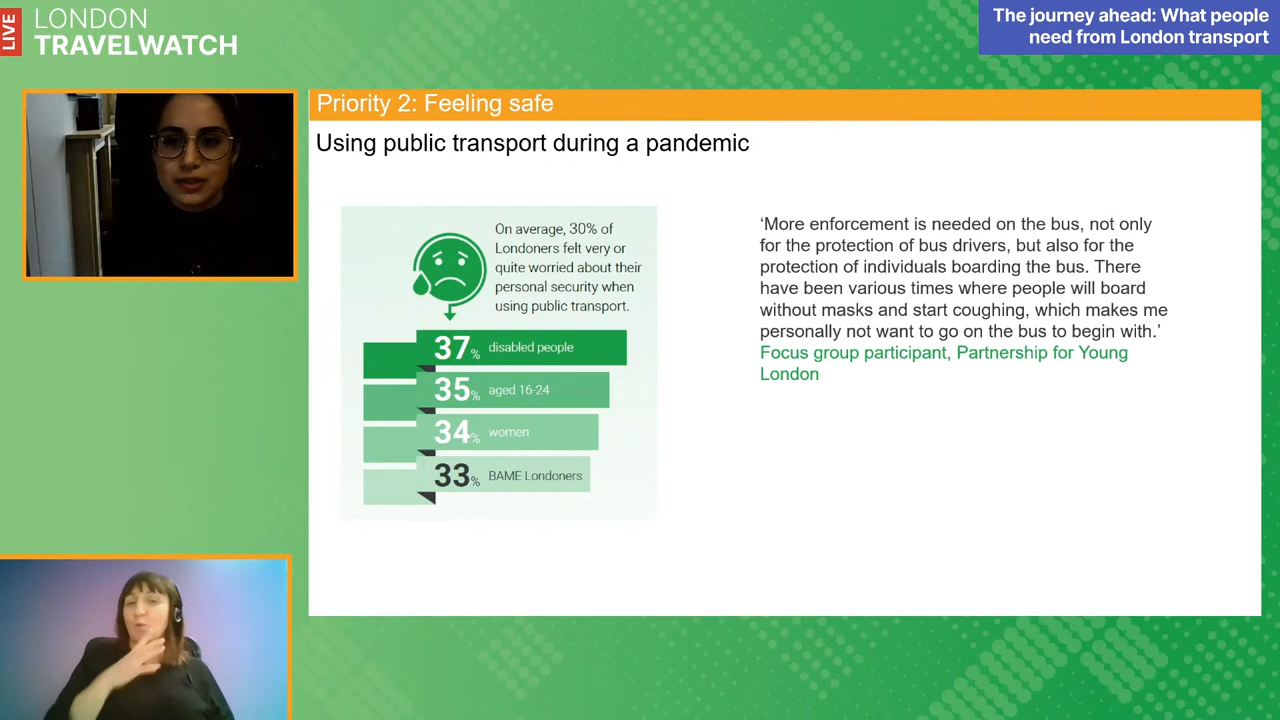 LIVE
LONDON
TRAVELWATCH
The journey ahead: What people
need from London transport
Priority 2: Feeling safe
Using public transport during a pandemic
On average, 30% of
Londoners felt very or
quite worried about their
personal security when
using public transport.
37% disabled people
35% aged 16-24
34% women
33% BAME Londoners
‘More enforcement is needed on the bus, not only
for the protection of bus drivers, but also for the
protection of individuals boarding the bus. There
have been various times where people will board
without masks and start coughing, which makes me
personally not want to go on the bus to begin with.’
Focus group participant, Partnership for Young
London